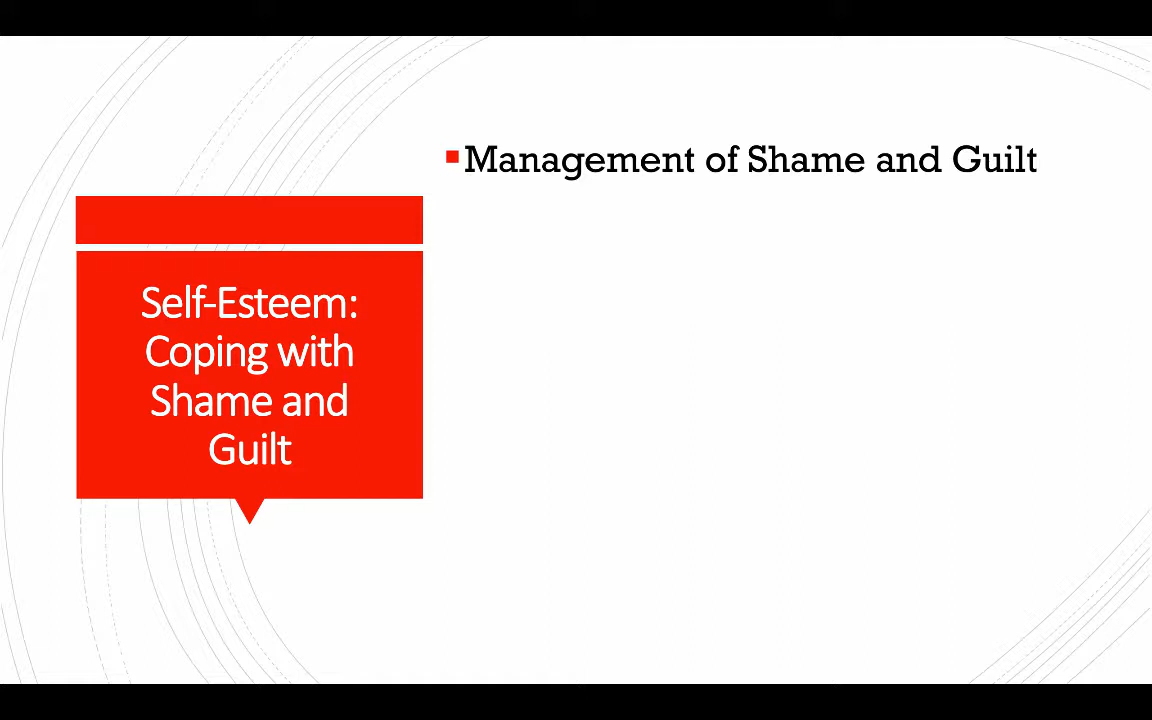 Management of Shame and Guilt
Self-Esteem:
Coping with
Shame and
Guilt